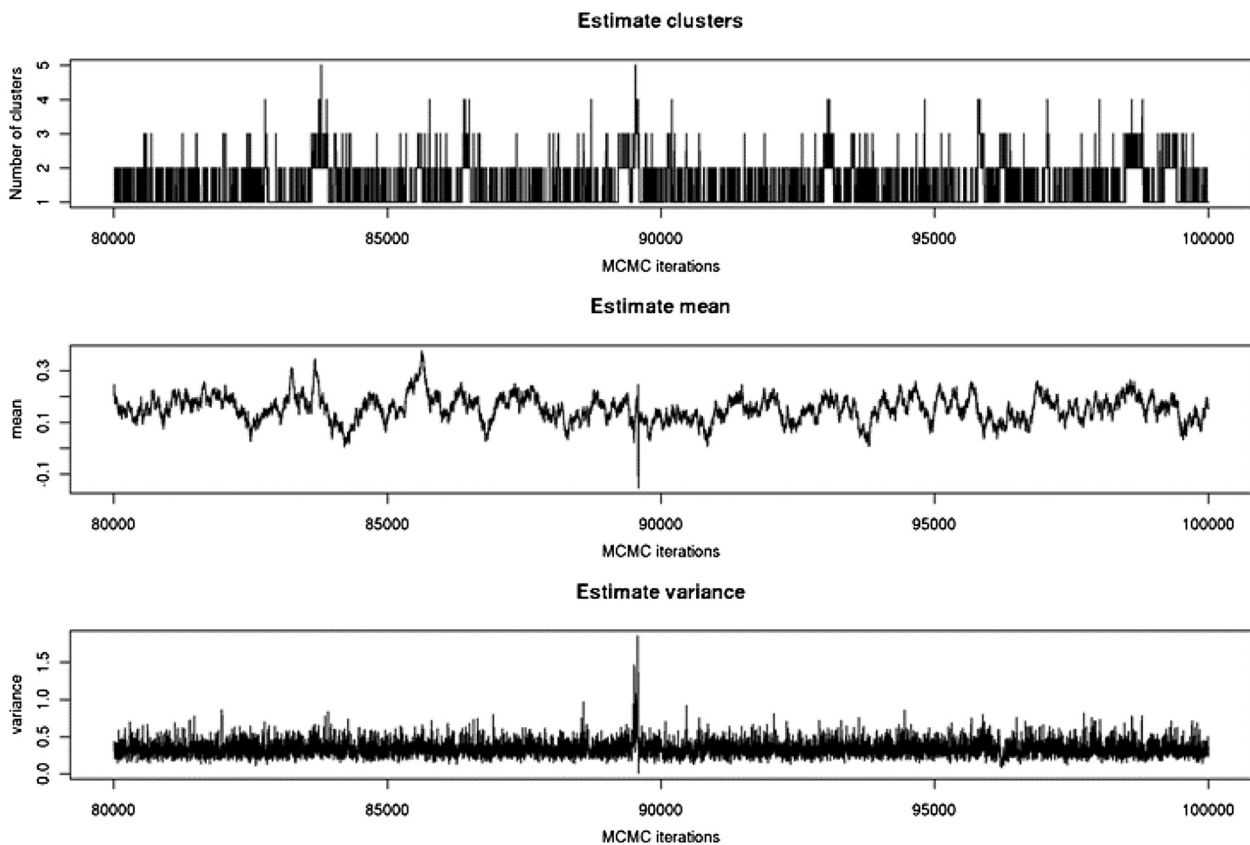 Estimate clusters
Number of clusters
5
4
3
2
1
80000 85000 90000 95000 100000
MCMC iterations
Estimate mean
mean
0.3
0.1
-0.1
80000 85000 90000 95000 100000
MCMC iterations
Estimate variance
variance
1.5
1.0
0.5
0.0
80000 85000 90000 95000 100000
MCMC iterations